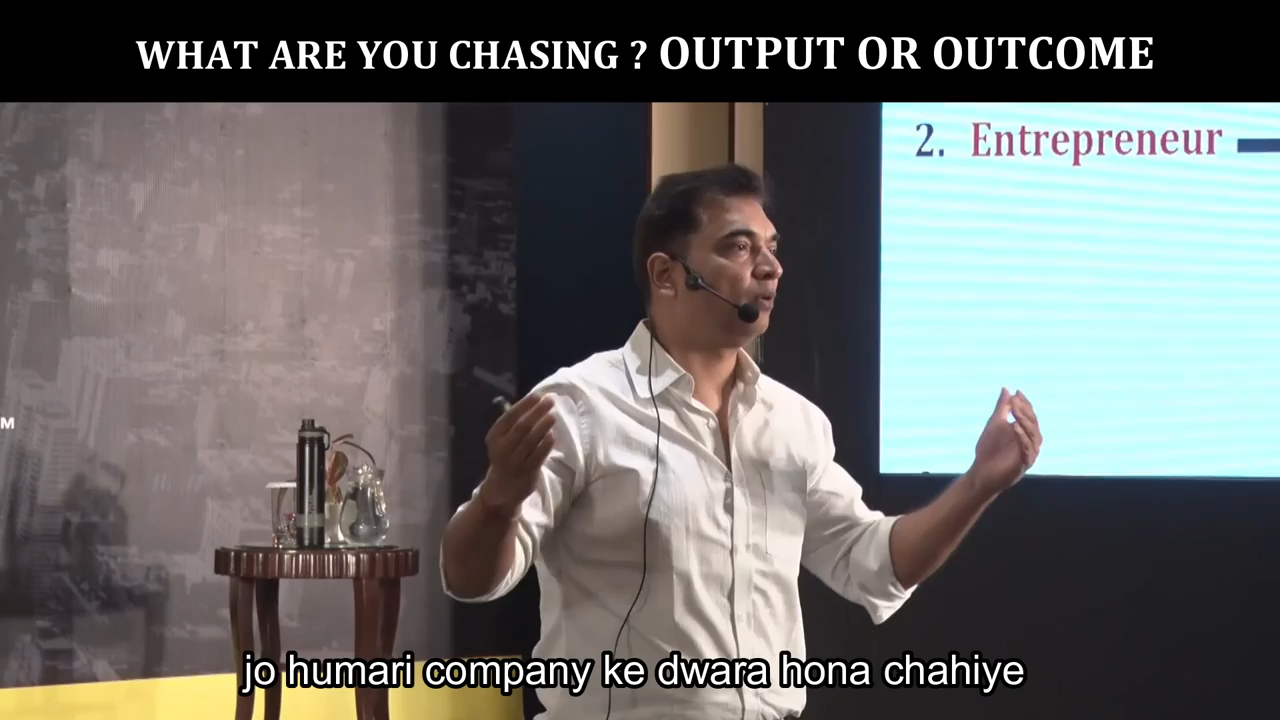 WHAT ARE YOU CHASING ? OUTPUT OR OUTCOME
2. Entrepreneur
M
jo humari company ke dwara hona chahiye